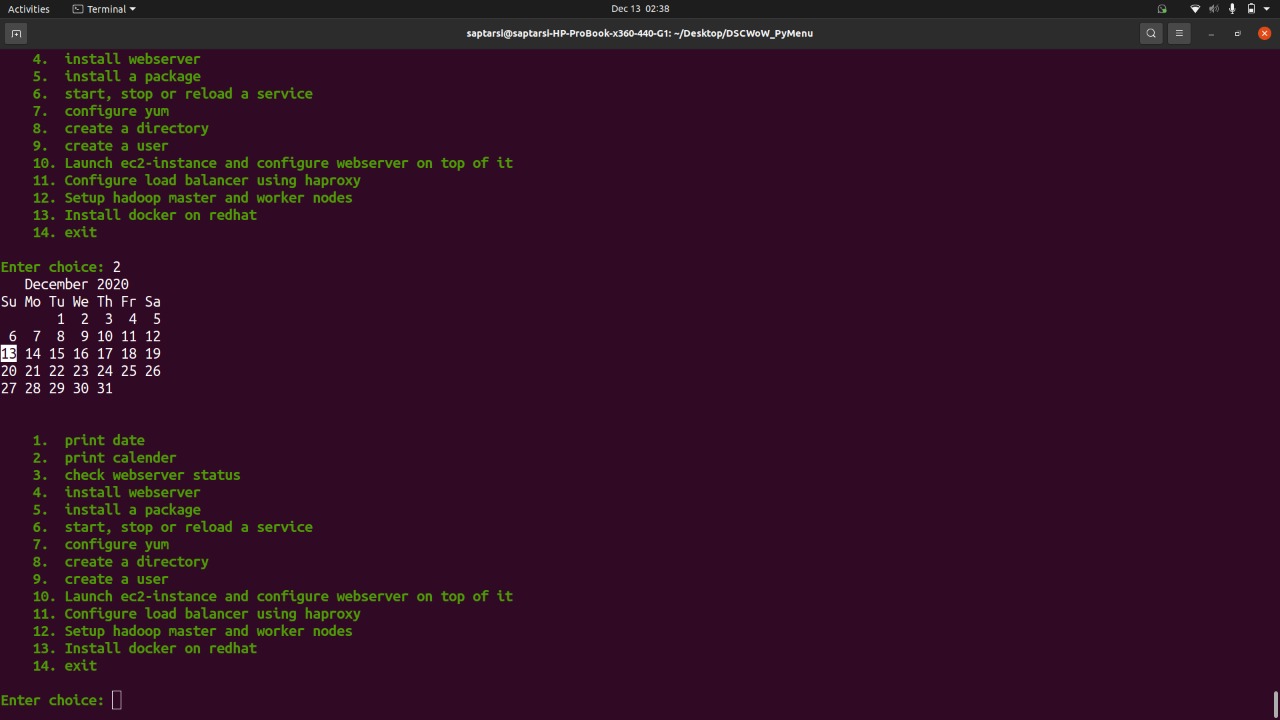 Activities
Terminal
Dec 13 02:38
saptarsi@saptarsi-HP-ProBook-x360-440-G1: ~/Desktop/DSCWoW_PyMenu
4. install webserver
5. install a package
6. start, stop or reload a service
7. configure yum
8. create a directory
9. create a user
10. Launch ec2-instance and configure webserver on top of it
11. Configure load balancer using haproxy
12. Setup hadoop master and worker nodes
13. Install docker on redhat
14. exit
Enter choice: 2
December 2020
Su Mo Tu We Th Fr Sa
1 2 3 4 5
6 7 8 9 10 11 12
13 14 15 16 17 18 19
20 21 22 23 24 25 26
27 28 29 30 31
1. print date
2. print calender
3. check webserver status
4. install webserver
5. install a package
6. start, stop or reload a service
7. configure yum
8. create a directory
9. create a user
10. Launch ec2-instance and configure webserver on top of it
11. Configure load balancer using haproxy
12. Setup hadoop master and worker nodes
13. Install docker on redhat
14. exit
Enter choice: